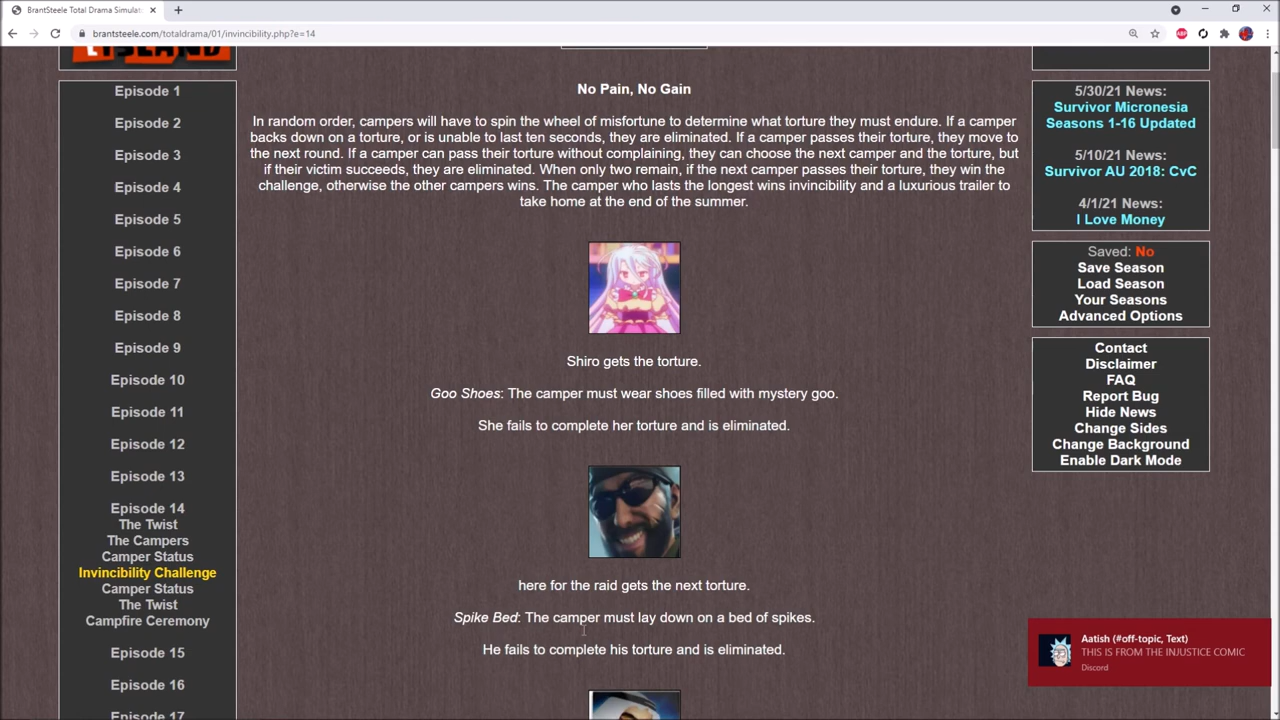 BrantSteele Total Drama Simulat
brantsteele.com/totaldrama/01/invincibility.php?e=14
ISLAND
Episode 1
Episode 2
Episode 3
Episode 4
Episode 5
Episode 6
Episode 7
Episode 8
Episode 9
Episode 10
Episode 11
Episode 12
Episode 13
Episode 14
The Twist
The Campers
Camper Status
Invincibility Challenge
Camper Status
The Twist
Campfire Ceremony
Episode 15
Episode 16
Episode 17
No Pain, No Gain
In random order, campers will have to spin the wheel of misfortune to determine what torture they must endure. If a camper
backs down on a torture, or is unable to last ten seconds, they are eliminated. If a camper passes their torture, they move to
the next round. If a camper can pass their torture without complaining, they can choose the next camper and the torture, but
if their victim succeeds, they are eliminated. When only two remain, if the next camper passes their torture, they win the
challenge, otherwise the other campers wins. The camper who lasts the longest wins invincibility and a luxurious trailer to
take home at the end of the summer.
Shiro gets the torture.
Goo Shoes: The camper must wear shoes filled with mystery goo.
She fails to complete her torture and is eliminated.
here for the raid gets the next torture.
Spike Bed: The camper must lay down on a bed of spikes.
He fails to complete his torture and is eliminated.
5/30/21 News:
Survivor Micronesia
Seasons 1-16 Updated
5/10/21 News:
Survivor AU 2018: CvC
4/1/21 News:
I Love Money
Saved: No
Save Season
Load Season
Your Seasons
Advanced Options
Contact
Disclaimer
FAQ
Report Bug
Hide News
Change Sides
Change Background
Enable Dark Mode
Aatish (#off-topic, Text)
THIS IS FROM THE INJUSTICE COMIC
Discord
ABP